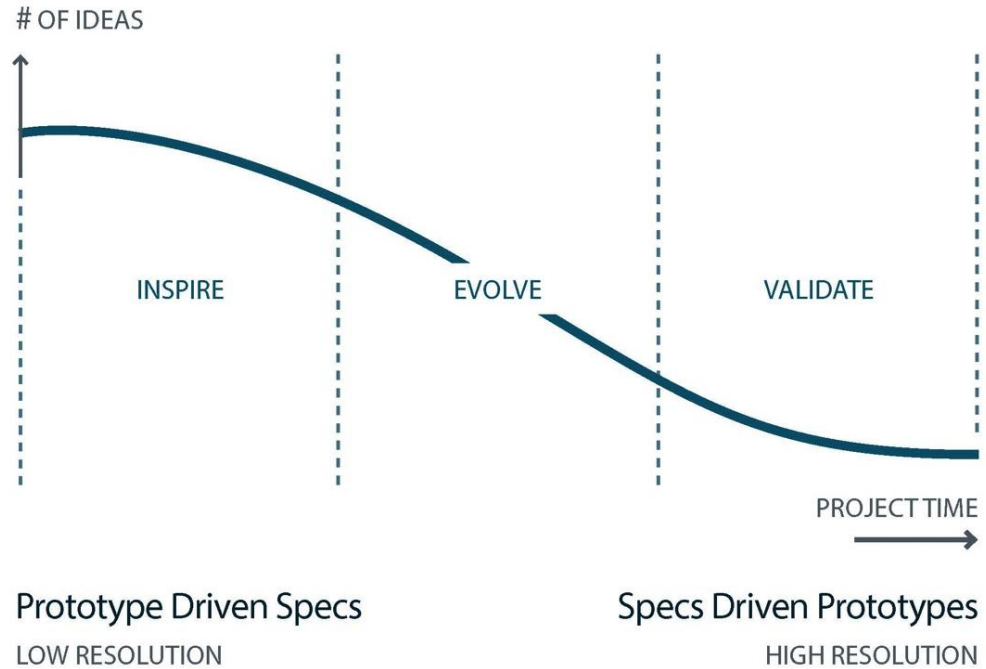 # OF IDEAS
INSPIRE
EVOLVE
VALIDATE
PROJECT TIME
Prototype Driven Specs
Specs Driven Prototypes
LOW RESOLUTION
HIGH RESOLUTION